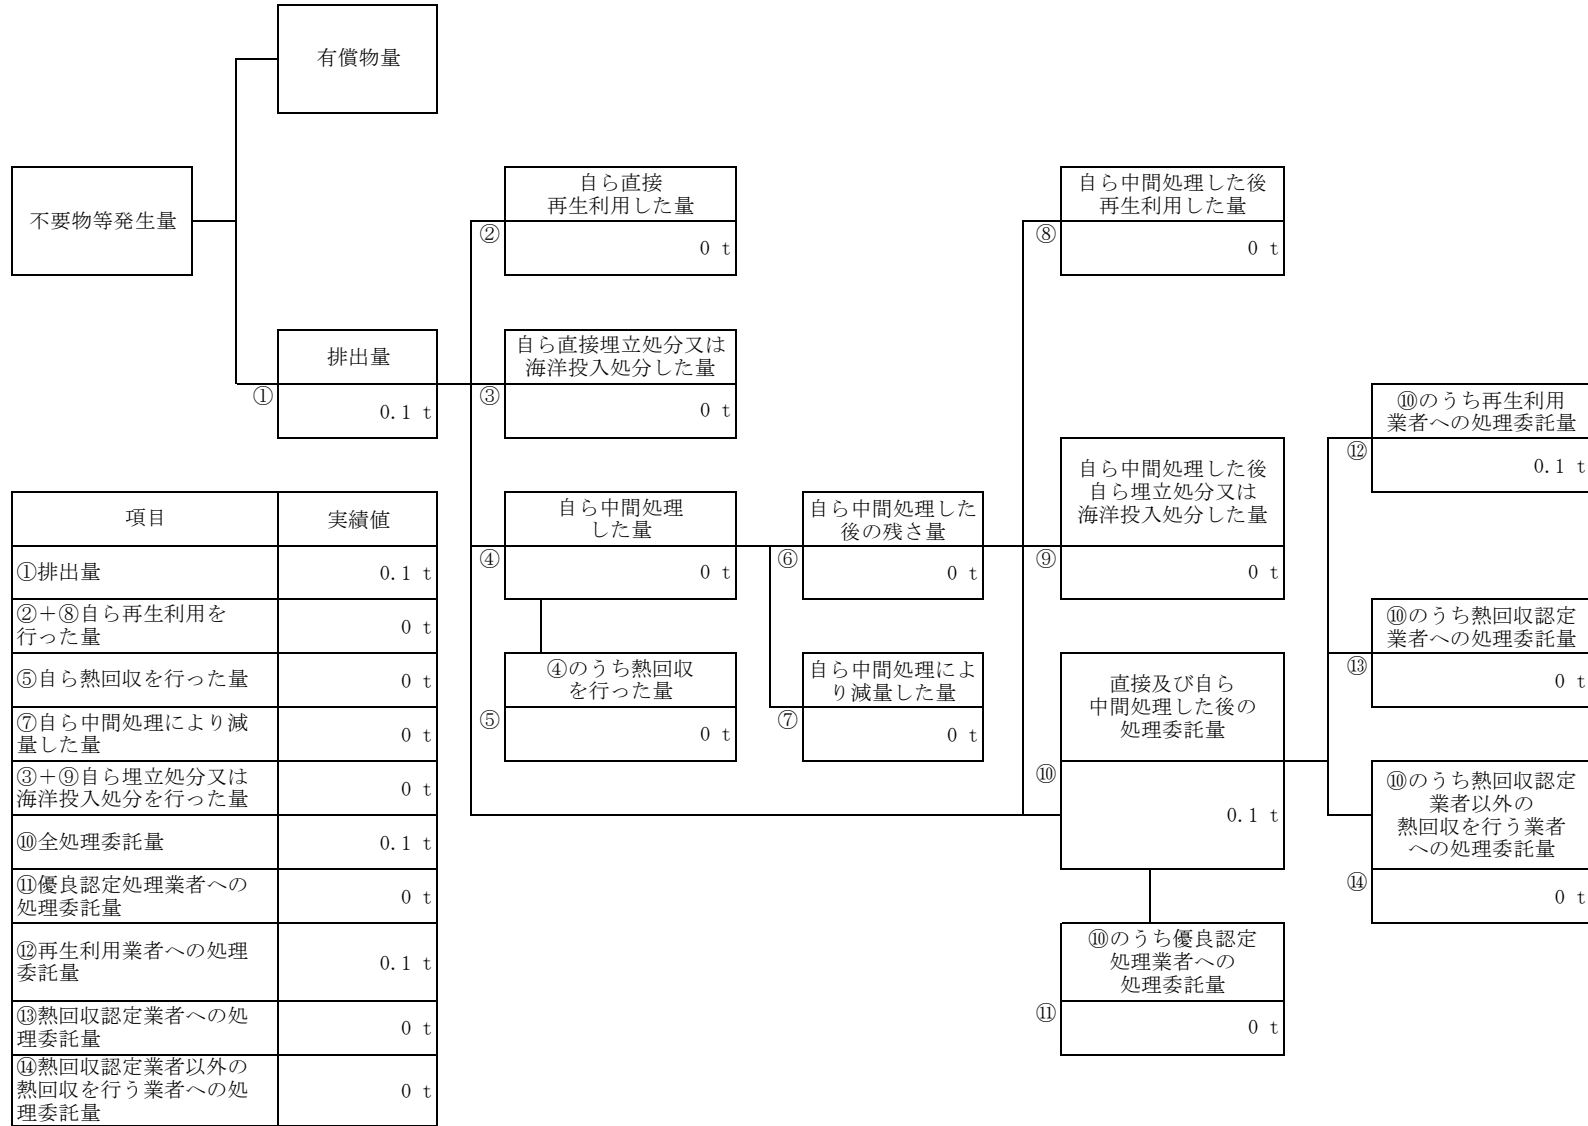 有償物量
不要物等発生量
排出量
①
0.1 t
自ら直接
再生利用した量
②
0 t
自ら直接埋立処分又は
海洋投入処分した量
③
0 t
自ら中間処理
した量
④
0 t
④のうち熱回収
を行った量
⑤
0 t
自ら中間処理した
後の残さ量
⑥
0 t
自ら中間処理によ
り減量した量
⑦
0 t
自ら中間処理した後
再生利用した量
⑧
0 t
自ら中間処理した後
自ら埋立処分又は
海洋投入処分した量
⑨
0 t
直接及び自ら
中間処理した後の
処理委託量
⑩
0.1 t
⑩のうち優良認定
処理業者への
処理委託量
⑪
0 t
⑩のうち再生利用
業者への処理委託量
⑫
0.1 t
⑩のうち熱回収認定
業者への処理委託量
⑬
0 t
⑩のうち熱回収認定
業者以外の
熱回収を行う業者
への処理委託量
⑭
0 t
項目 実績値
①排出量 0.1 t
②+⑧自ら再生利用を
行った量 0 t
⑤自ら熱回収を行った量 0 t
⑦自ら中間処理により減
量した量 0 t
③+⑨自ら埋立処分又は
海洋投入処分を行った量 0 t
⑩全処理委託量 0.1 t
⑪優良認定処理業者への
処理委託量 0 t
⑫再生利用業者への処理
委託量 0.1 t
⑬熱回収認定業者への処
理委託量 0 t
⑭熱回収認定業者以外の
熱回収を行う業者への処
理委託量 0 t